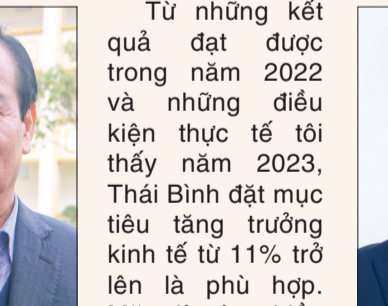 Từ những kết
quả đạt được
trong năm 2022
và những điều
kiện thực tế tôi
thấy năm 2023,
Thái Bình đặt mục
tiêu tăng trưởng
kinh tế từ 11% trở
lên là phù hợp.